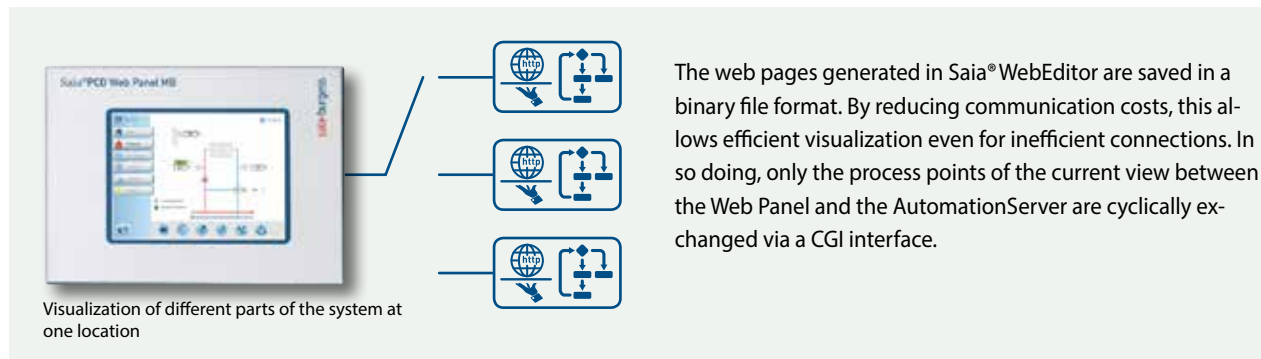 Saia®PCD Web Panel MB
saia-burgess
http
http
http
Visualization of different parts of the system at
one location
The web pages generated in Saia® WebEditor are saved in a
binary file format. By reducing communication costs, this al-
lows efficient visualization even for inefficient connections. In
so doing, only the process points of the current view between
the Web Panel and the AutomationServer are cyclically ex-
changed via a CGI interface.